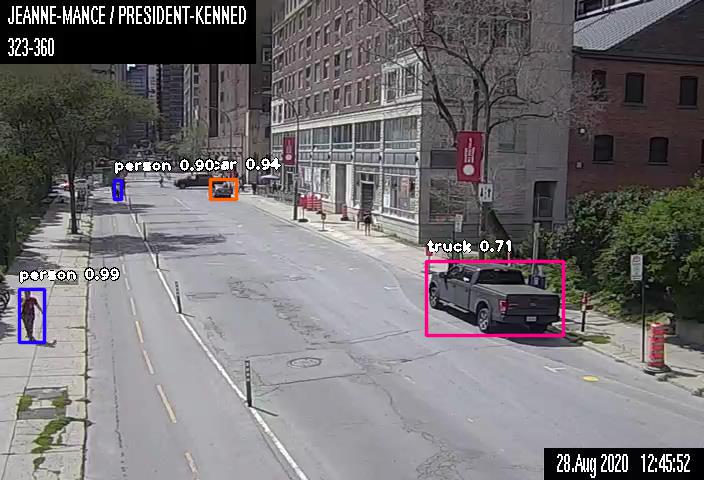 JEANNE-MANCE / PRESIDENT-KENNED
323-360
person 0.90
car 0.94
truck 0.71
person 0.99
28.Aug 2020 12:45:52